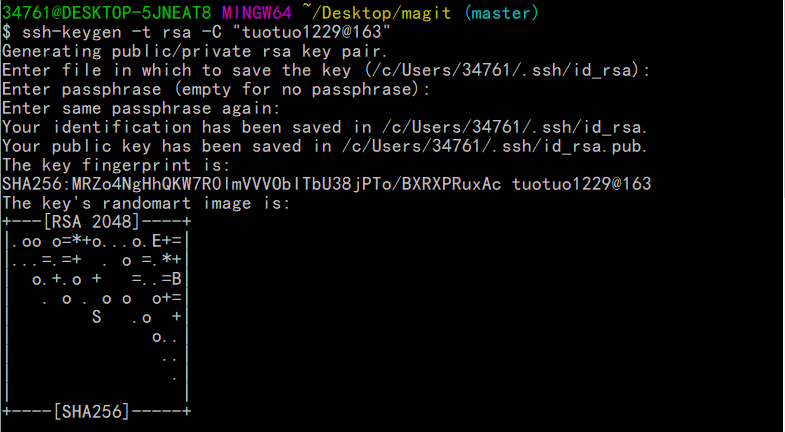 34761@DESKTOP-5JNEAT8 MINGW64 ~/Desktop/magit (master)
$ ssh-keygen -t rsa -C "tuotuo1229@163"
Generating public/private rsa key pair.
Enter file in which to save the key (/c/Users/34761/.ssh/id_rsa):
Enter passphrase (empty for no passphrase):
Enter same passphrase again:
Your identification has been saved in /c/Users/34761/.ssh/id_rsa.
Your public key has been saved in /c/Users/34761/.ssh/id_rsa.pub.
The key fingerprint is:
SHA256:MRZo4NgHhQKW7R0lmVVVOblTbU38jPTo/BXRXPRuxAc tuotuo1229@163
The key's randomart image is:
+---[RSA 2048]----+
|.oo o=*+o...o.E+=|
|...=.=+  . o =.*+|
|  o.+.o +   =..=B|
|   . o . o o  o+=|
|        S   .o  +|
|              o..|
|               ..|
|                .|
|                 |
+----[SHA256]-----+